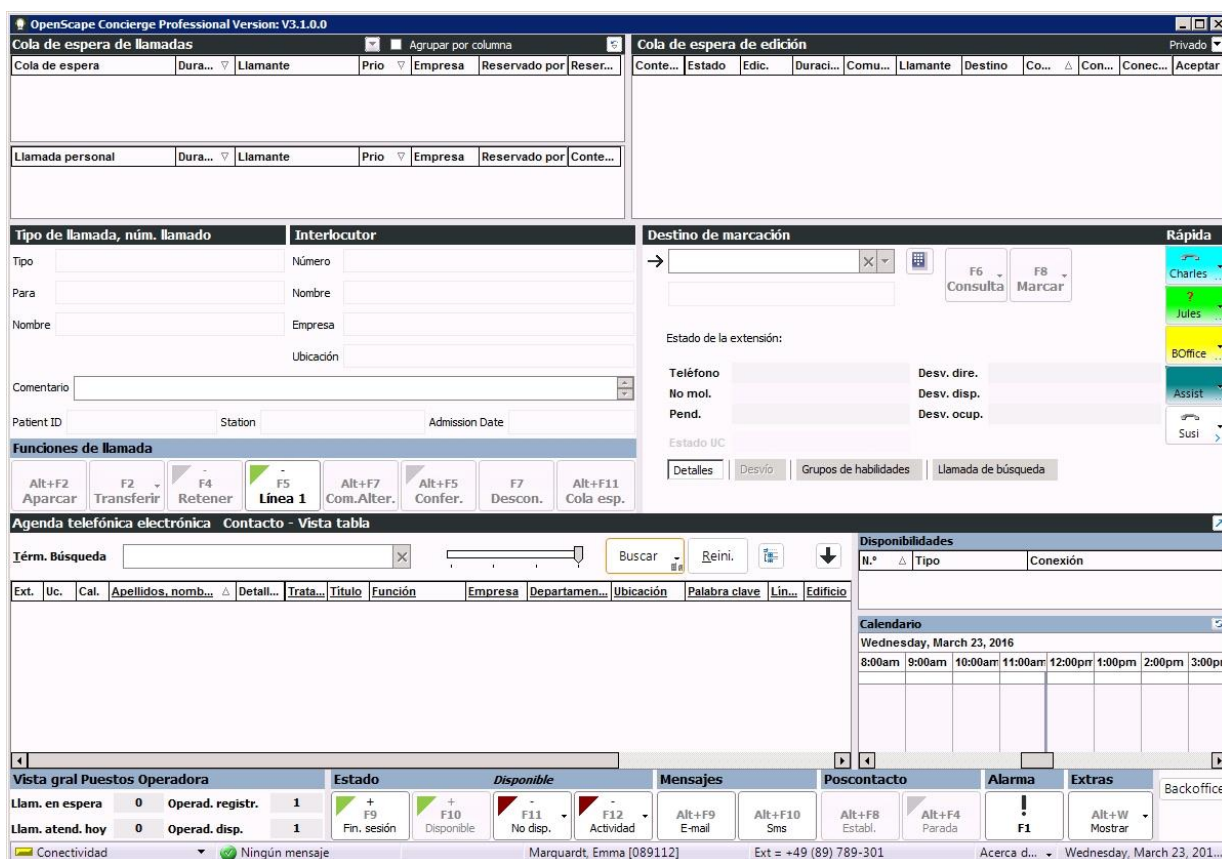 OpenScape Concierge Professional Version: V3.1.0.0
Cola de espera de llamadas Agrupar por columna
Cola de espera Dura... Llamante Prio Empresa Reservado por Reser...
Llamada personal Dura... Llamante Prio Empresa Reservado por Conte...
Cola de espera de edición Privado
Conte... Estado Edic. Duraci... Comu... Llamante Destino Co... Con... Conec... Aceptar
Tipo de llamada, núm. llamado
Tipo
Para
Nombre
Interlocutor
Número
Nombre
Empresa
Ubicación
Comentario
Patient ID Station Admission Date
Funciones de llamada
Alt+F2 Aparcar
F2 Transferir
- F4 Retener
- F5 Línea 1
Alt+F7 Com.Alter.
Alt+F5 Confer.
F7 Descon.
Alt+F11 Cola esp.
Destino de marcación
F6 Consulta
F8 Marcar
Estado de la extensión:
Teléfono Desv. dire.
No mol. Desv. disp.
Pend. Desv. ocup.
Estado UC
Detalles Desvío Grupos de habilidades Llamada de búsqueda
Rápida
Charles
?
Jules
BOffice
Assist
Susi
Agenda telefónica electrónica Contacto - Vista tabla
Térm. Búsqueda Buscar Reini.
Ext. Uc. Cal. Apellidos, nomb... Detall... Trata... Título Función Empresa Departamen... Ubicación Palabra clave Lín... Edificio
Disponibilidades
N.º Tipo Conexión
Calendario
Wednesday, March 23, 2016
8:00am 9:00am 10:00am 11:00am 12:00pm 1:00pm 2:00pm 3:00pm
Vista gral Puestos Operadora
Llam. en espera 0 Operad. registr. 1
Llam. atend. hoy 0 Operad. disp. 1
Estado Disponible
+ F9 Fin. sesión
+ F10 Disponible
- F11 No disp.
- F12 Actividad
Mensajes
Alt+F9 E-mail
Alt+F10 Sms
Poscontacto
Alt+F8 Establ.
Alt+F4 Parada
Alarma
! F1
Extras
Alt+W Mostrar
Backoffice
Conectividad Ningún mensaje Marquardt, Emma [089112] Ext = +49 (89) 789-301 Acerca d... Wednesday, March 23, 201...